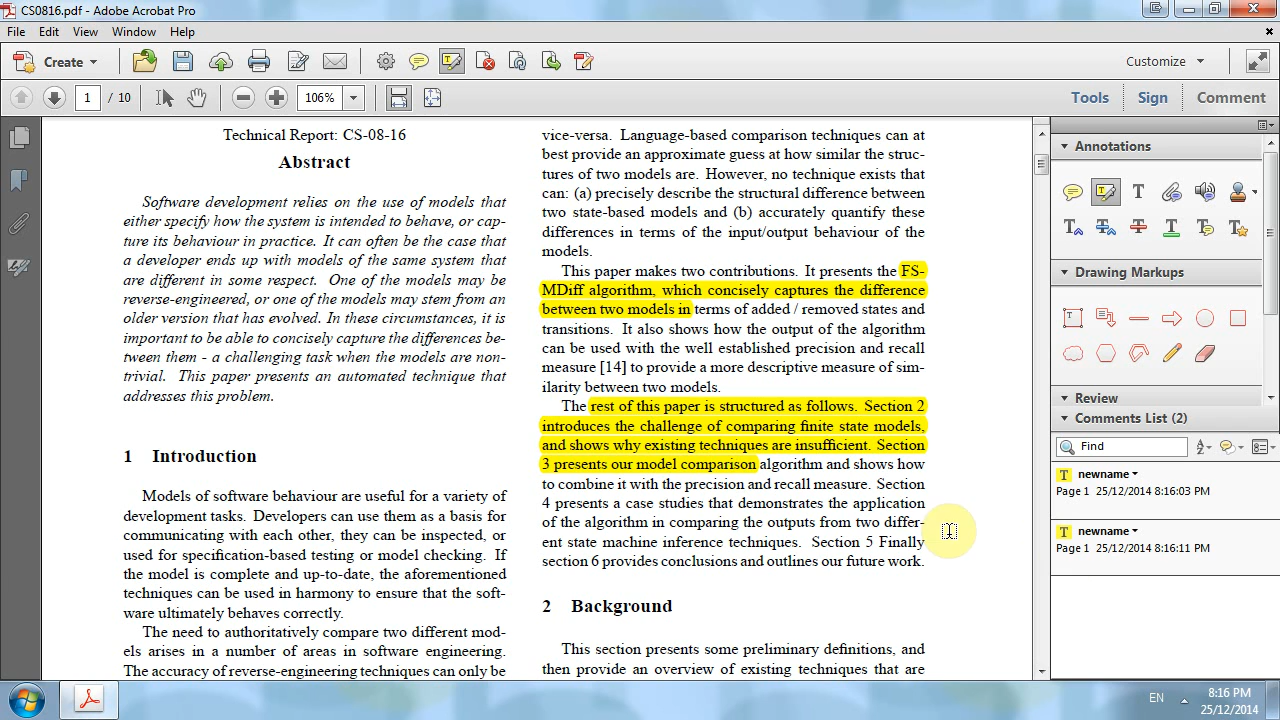 CS0816.pdf - Adobe Acrobat Pro
File Edit View Window Help
Create
Customize
1 / 10
106%
Tools Sign Comment
Technical Report: CS-08-16
Abstract
Software development relies on the use of models that
either specify how the system is intended to behave, or cap-
ture its behaviour in practice. It can often be the case that
a developer ends up with models of the same system that
are different in some respect. One of the models may be
reverse-engineered, or one of the models may stem from an
older version that has evolved. In these circumstances, it is
important to be able to concisely capture the differences be-
tween them - a challenging task when the models are non-
trivial. This paper presents an automated technique that
addresses this problem.
1 Introduction
Models of software behaviour are useful for a variety of
development tasks. Developers can use them as a basis for
communicating with each other, they can be inspected, or
used for specification-based testing or model checking. If
the model is complete and up-to-date, the aforementioned
techniques can be used in harmony to ensure that the soft-
ware ultimately behaves correctly.
The need to authoritatively compare two different mod-
els arises in a number of areas in software engineering.
The accuracy of reverse-engineering techniques can only be
vice-versa. Language-based comparison techniques can at
best provide an approximate guess at how similar the struc-
tures of two models are. However, no technique exists that
can: (a) precisely describe the structural difference between
two state-based models and (b) accurately quantify these
differences in terms of the input/output behaviour of the
models.
This paper makes two contributions. It presents the FS-
MDiff algorithm, which concisely captures the difference
between two models in terms of added / removed states and
transitions. It also shows how the output of the algorithm
can be used with the well established precision and recall
measure [14] to provide a more descriptive measure of sim-
ilarity between two models.
The rest of this paper is structured as follows. Section 2
introduces the challenge of comparing finite state models,
and shows why existing techniques are insufficient. Section
3 presents our model comparison algorithm and shows how
to combine it with the precision and recall measure. Section
4 presents a case studies that demonstrates the application
of the algorithm in comparing the outputs from two differ-
ent state machine inference techniques. Section 5 Finally
section 6 provides conclusions and outlines our future work.
2 Background
This section presents some preliminary definitions, and
then provide an overview of existing techniques that are
Annotations
Drawing Markups
Review
Comments List (2)
Find
newname
Page 1 25/12/2014 8:16:03 PM
newname
Page 1 25/12/2014 8:16:11 PM
EN
8:16 PM
25/12/2014